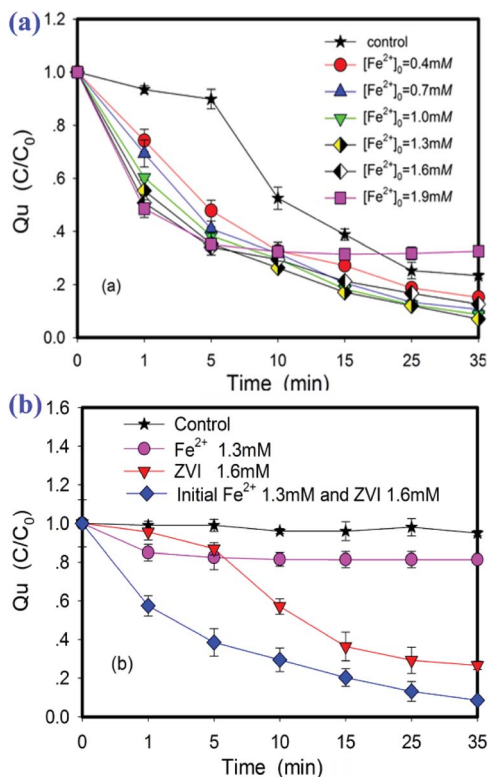 (a)
1.2
1.0
.8
.6
.4
.2
0.0
Qu (C/C₀)
control
[Fe²⁺]₀=0.4mM
[Fe²⁺]₀=0.7mM
[Fe²⁺]₀=1.0mM
[Fe²⁺]₀=1.3mM
[Fe²⁺]₀=1.6mM
[Fe²⁺]₀=1.9mM
(a)
0 1 5 10 15 25 35
Time (min)
(b)
1.6
1.4
1.2
1.0
.8
.6
.4
.2
0.0
Qu (C/C₀)
Control
Fe²⁺ 1.3mM
ZVI 1.6mM
Initial Fe²⁺ 1.3mM and ZVI 1.6mM
(b)
0 1 5 10 15 25 35
Time (min)